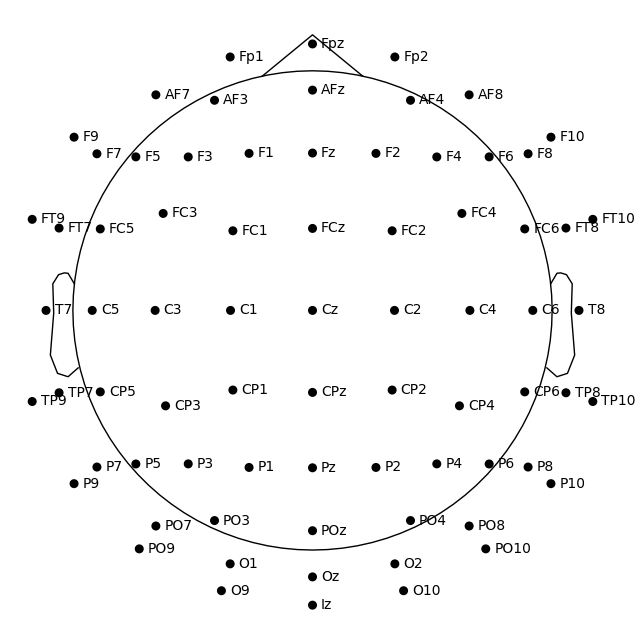 Fpz
Fp1 Fp2
AFz
AF7 AF8
AF3 AF4
F9 F10
F7 F5 F3 F1 Fz F2 F4 F6 F8
FC3 FC4
FT9 FT10
FT7 FC5 FC1 FCz FC2 FC6 FT8
T7 C5 C3 C1 Cz C2 C4 C6 T8
TP7 CP5 CP1 CPz CP2 CP6 TP8
TP9 TP10
CP3 CP4
P7 P5 P3 P1 Pz P2 P4 P6 P8
P9 P10
PO7 PO3 PO4 PO8
POz
PO9 PO10
O1 O2
Oz
O9 O10
Iz